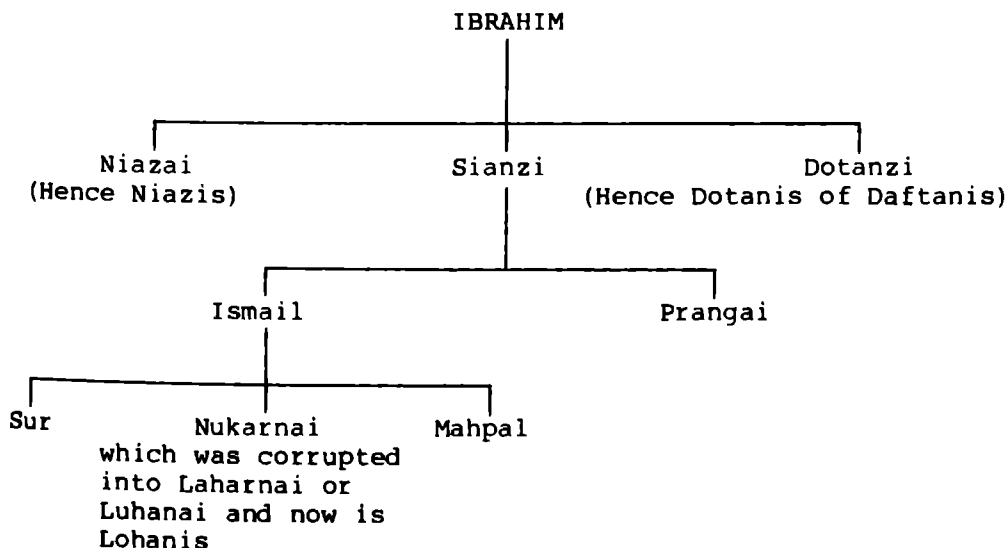 IBRAHIM
Niazai Sianzi Dotanzi
(Hence Niazis) (Hence Dotanis of Daftanis)
Ismail Prangai
Sur Nukarnai Mahpal
which was corrupted
into Laharnai or
Luhanai and now is
Lohanis